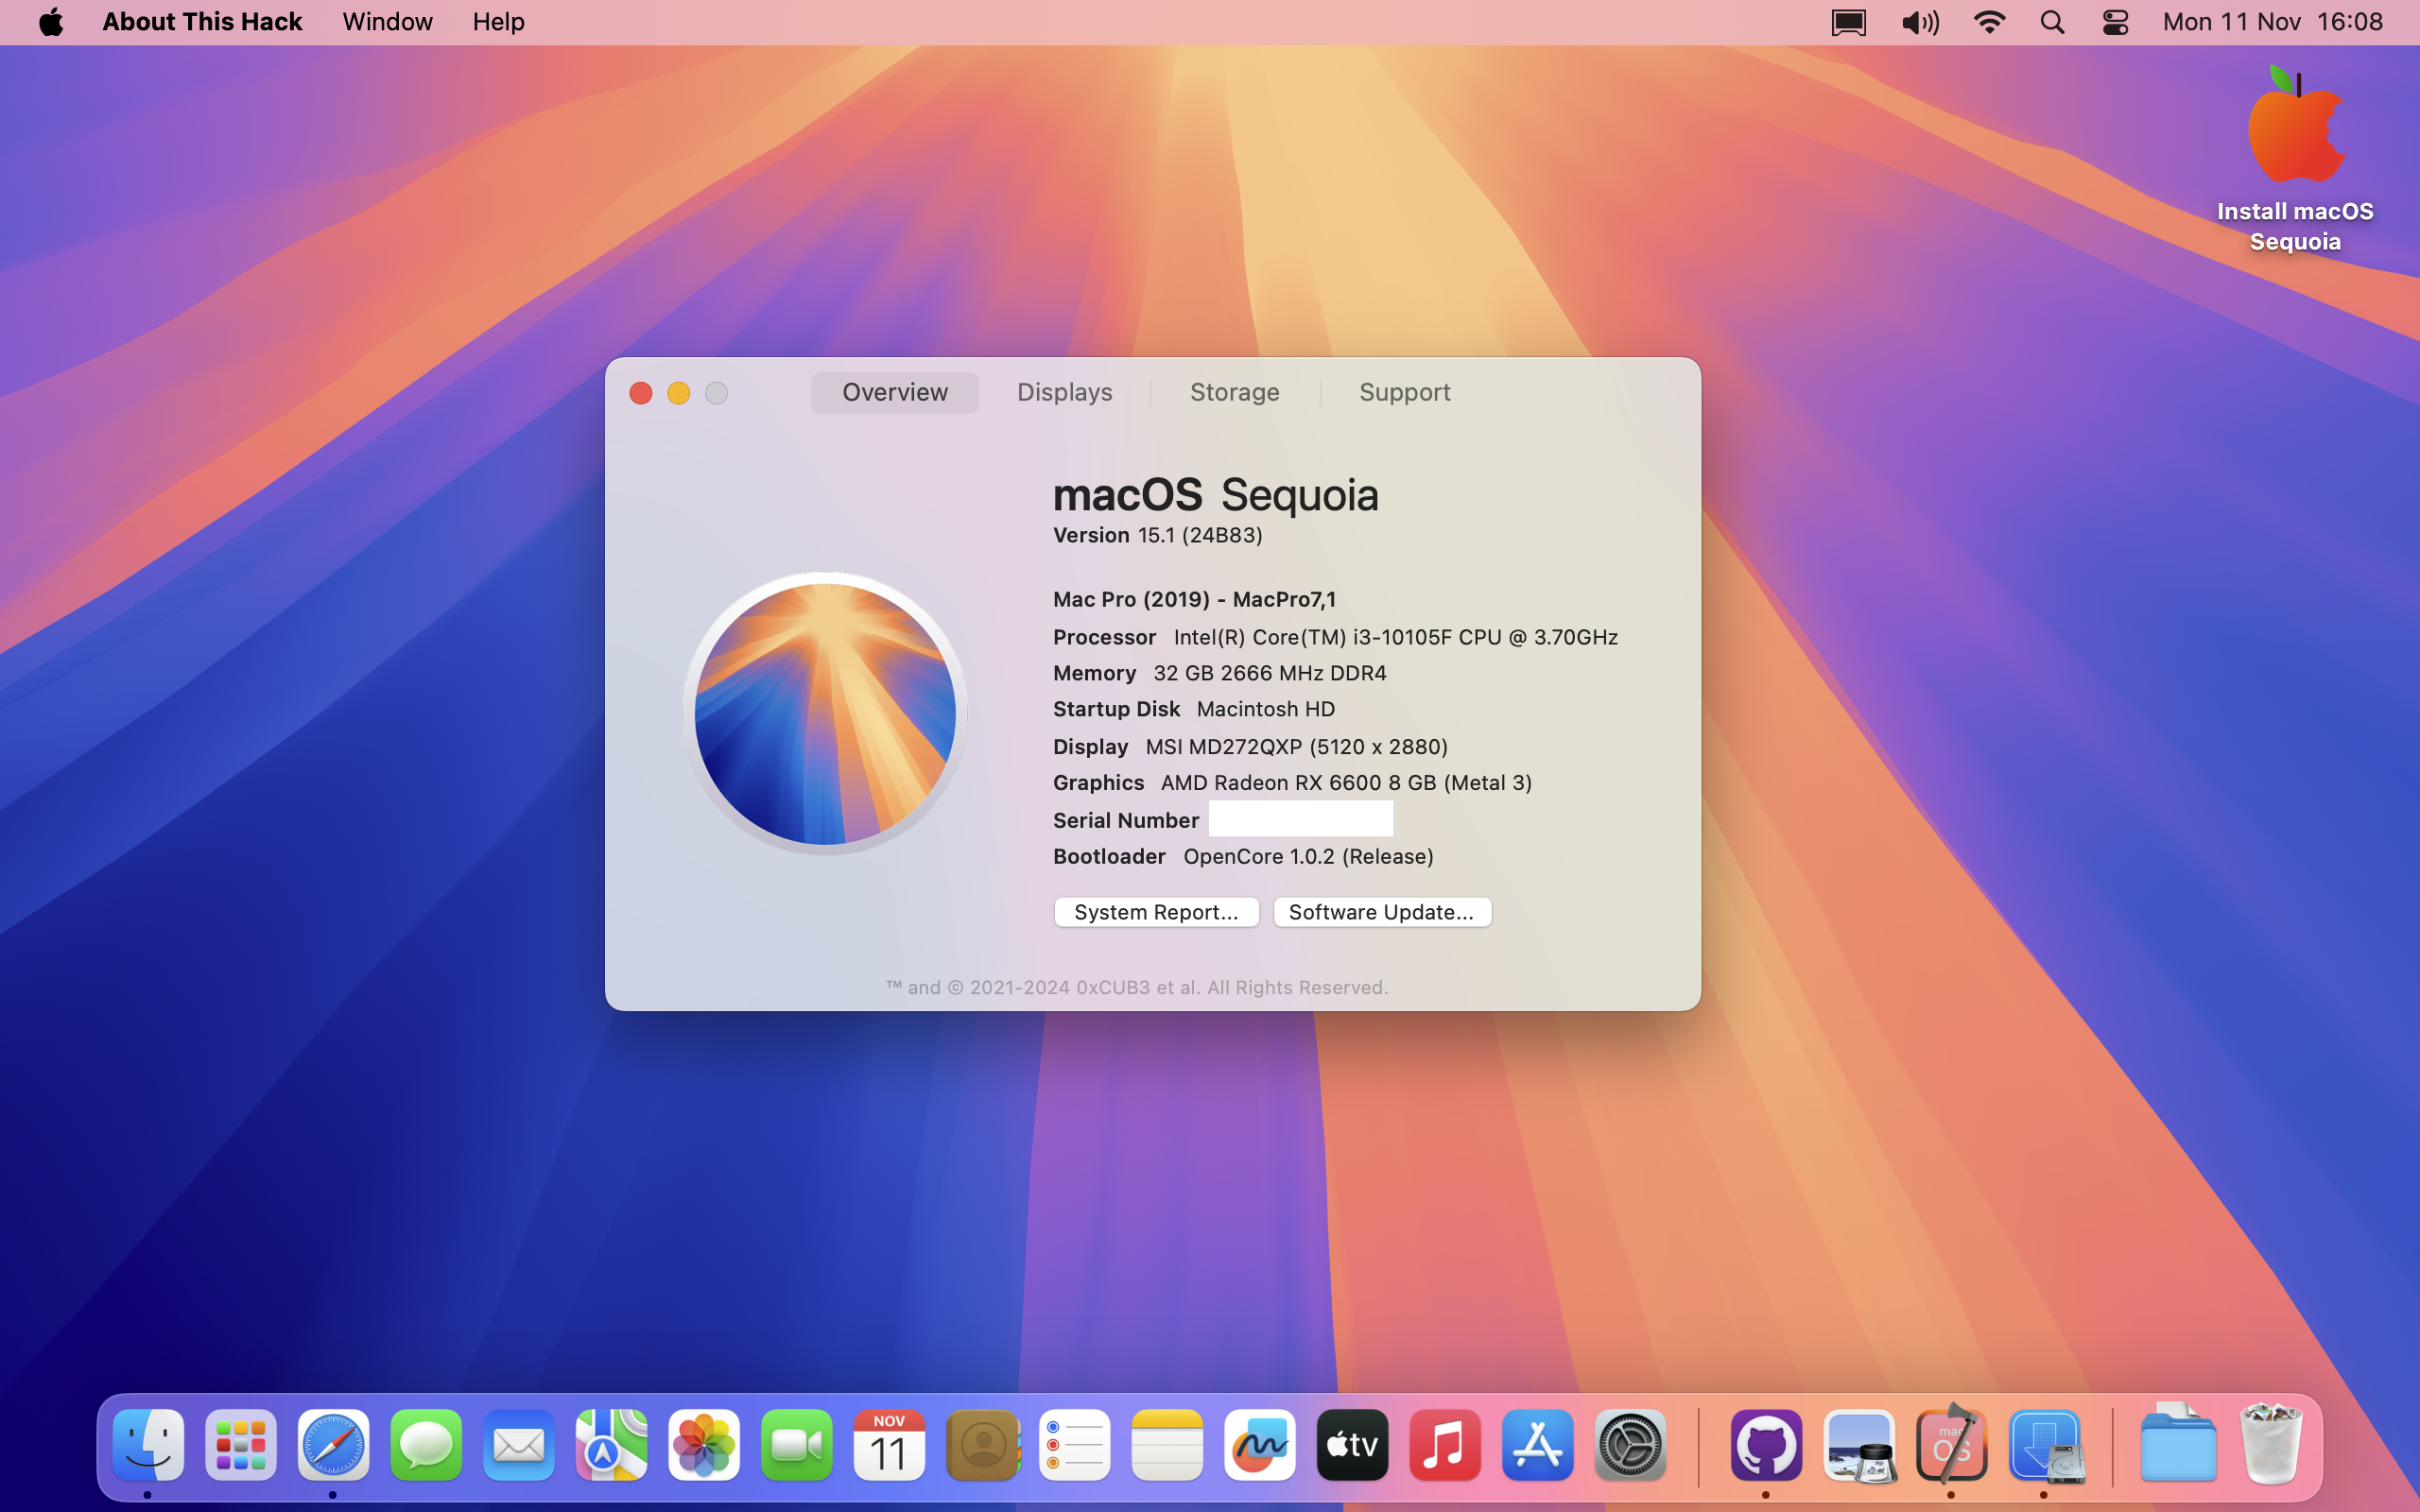 About This Hack Window Help Mon 11 Nov 16:08
Install macOS
Sequoia
Overview Displays Storage Support
macOS Sequoia
Version 15.1 (24B83)
Mac Pro (2019) - MacPro7,1
Processor Intel(R) Core(TM) i3-10105F CPU @ 3.70GHz
Memory 32 GB 2666 MHz DDR4
Startup Disk Macintosh HD
Display MSI MD272QXP (5120 x 2880)
Graphics AMD Radeon RX 6600 8 GB (Metal 3)
Serial Number
Bootloader OpenCore 1.0.2 (Release)
System Report... Software Update...
™ and © 2021-2024 0xCUB3 et al. All Rights Reserved.
NOV
11
tv
mac
OS